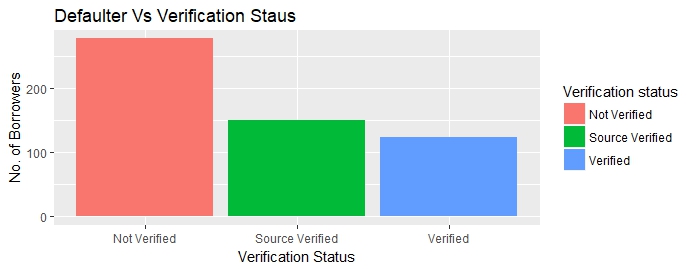 Defaulter Vs Verification Staus
No. of Borrowers
200
100
0
Not Verified
Source Verified
Verified
Verification Status
Verification status
Not Verified
Source Verified
Verified